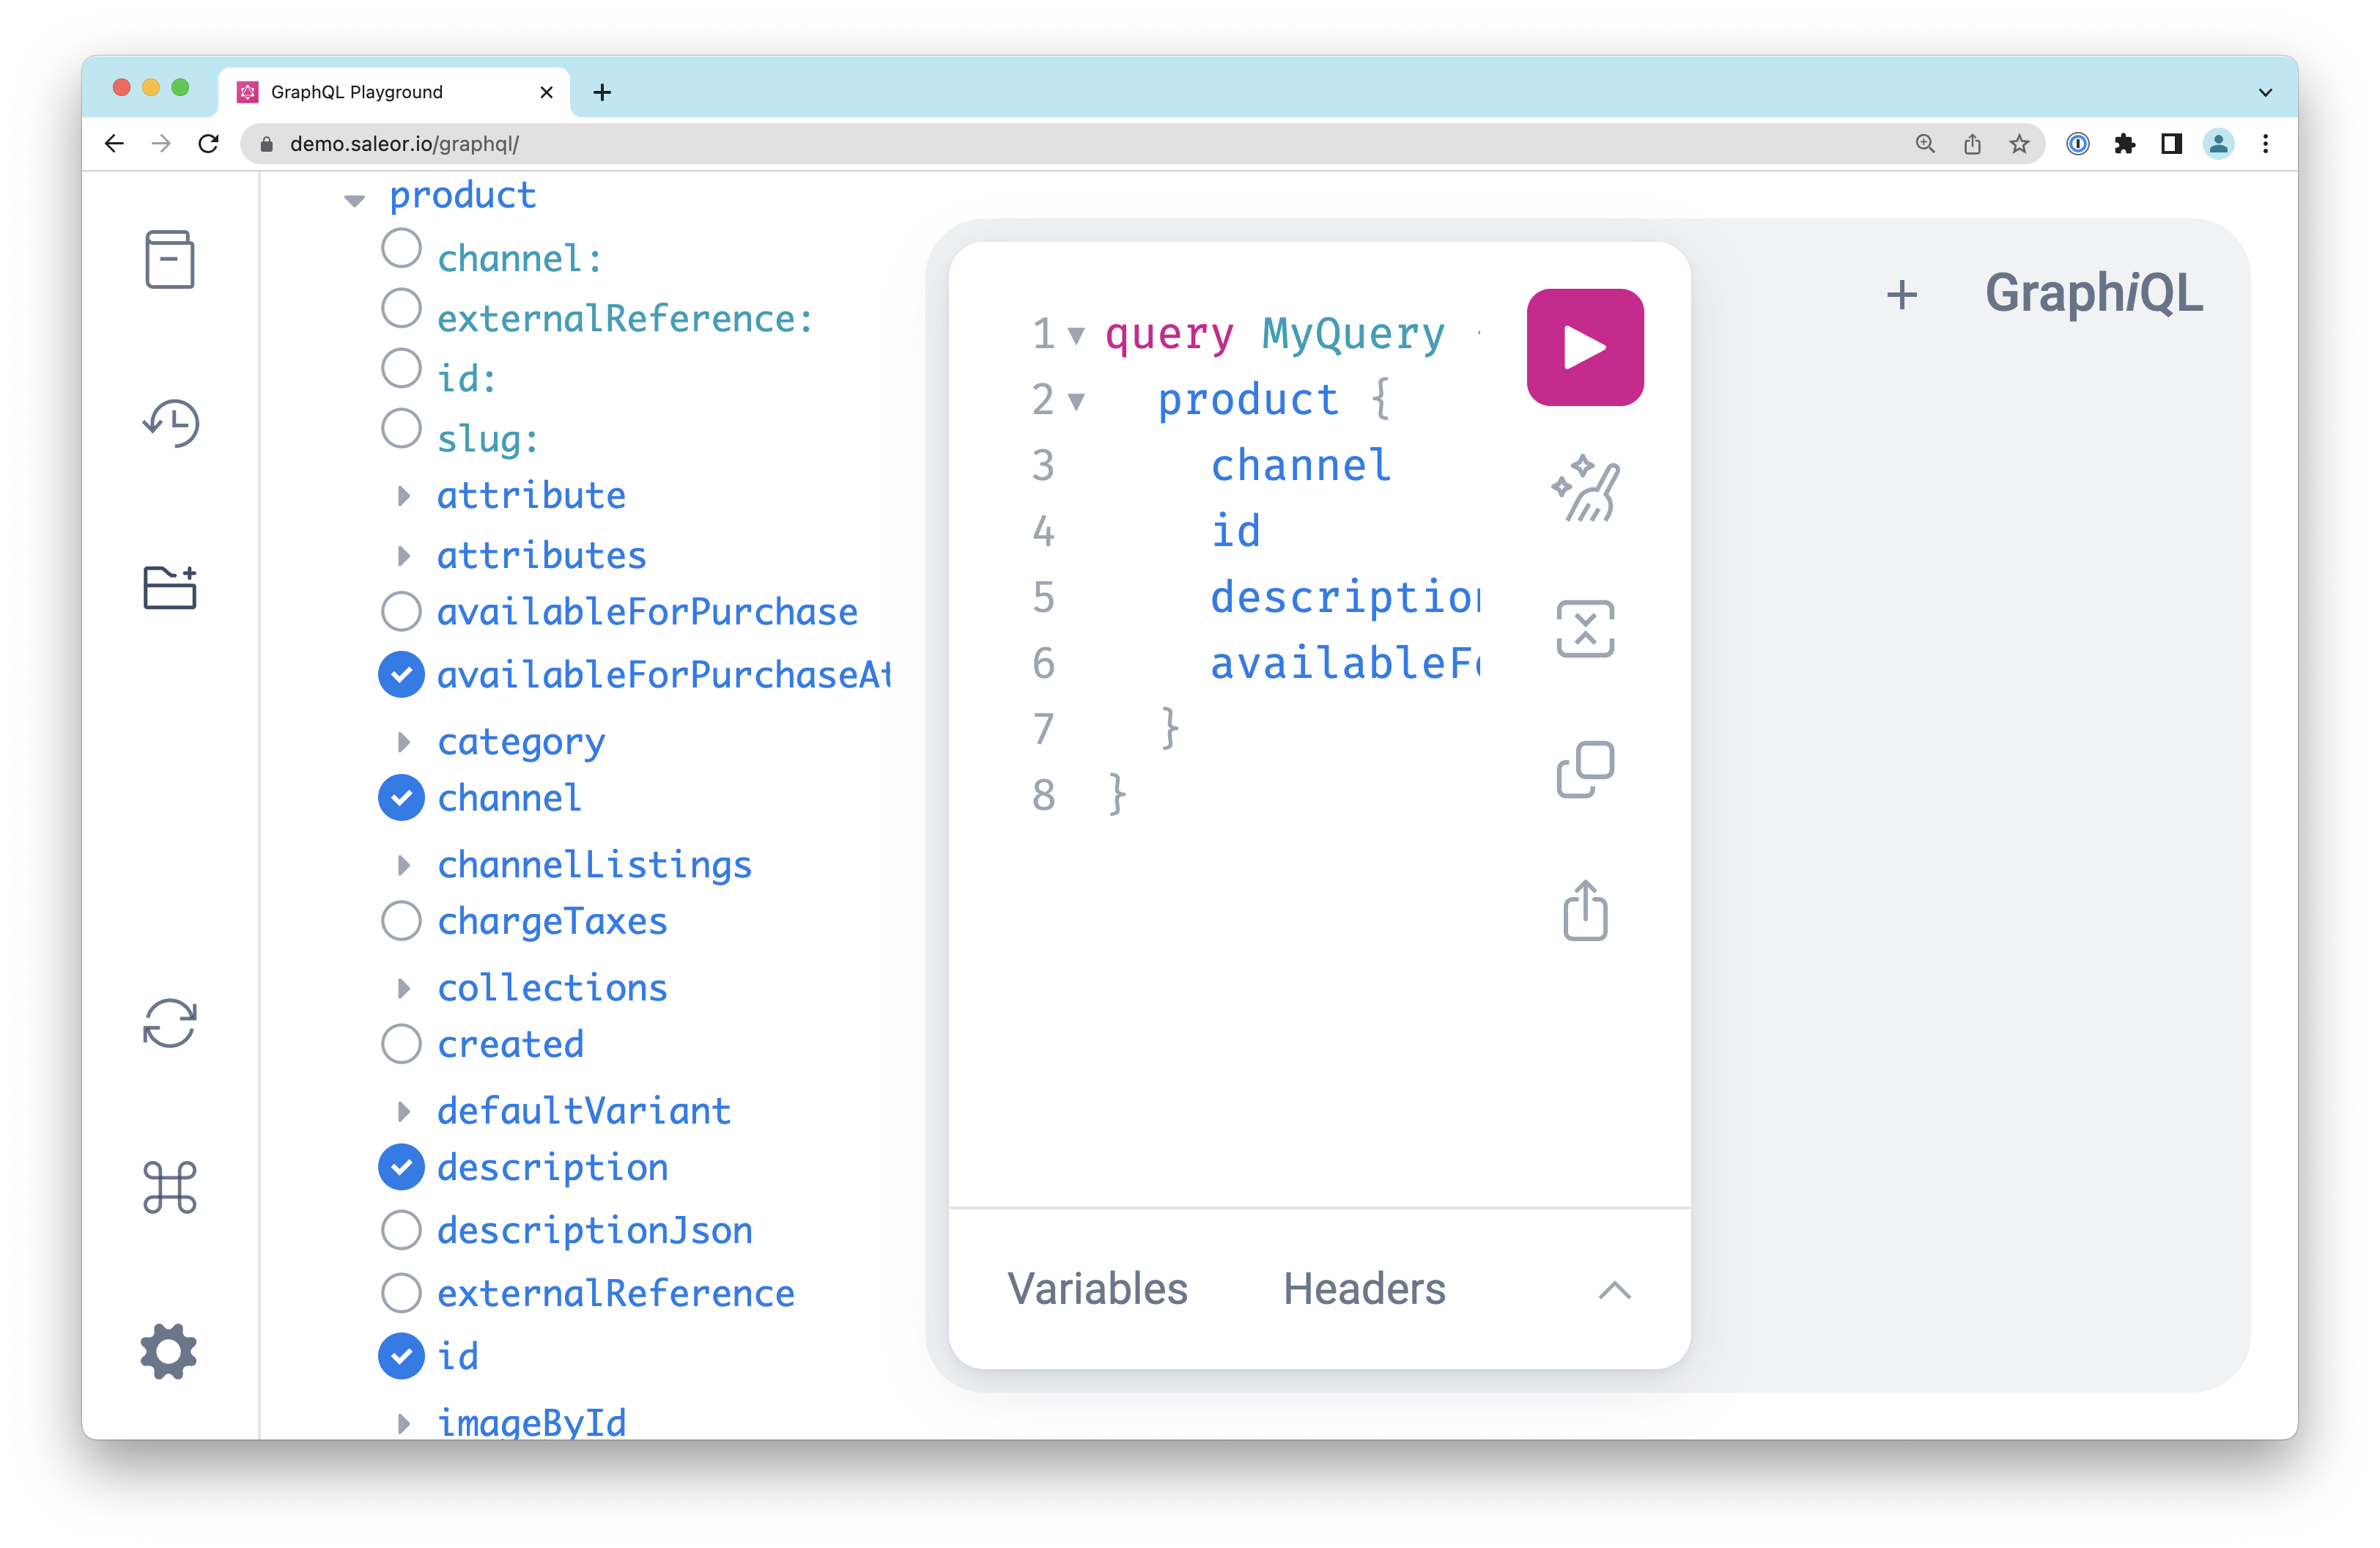 GraphQL Playground
demo.saleor.io/graphql/
product
channel:
externalReference:
id:
slug:
attribute
attributes
availableForPurchase
availableForPurchaseAt
category
channel
channelListings
chargeTaxes
collections
created
defaultVariant
description
descriptionJson
externalReference
id
imageById
1 query MyQuery
2 product {
3 channel
4 id
5 description
6 availableFo
7 }
8 }
Variables Headers
GraphiQL